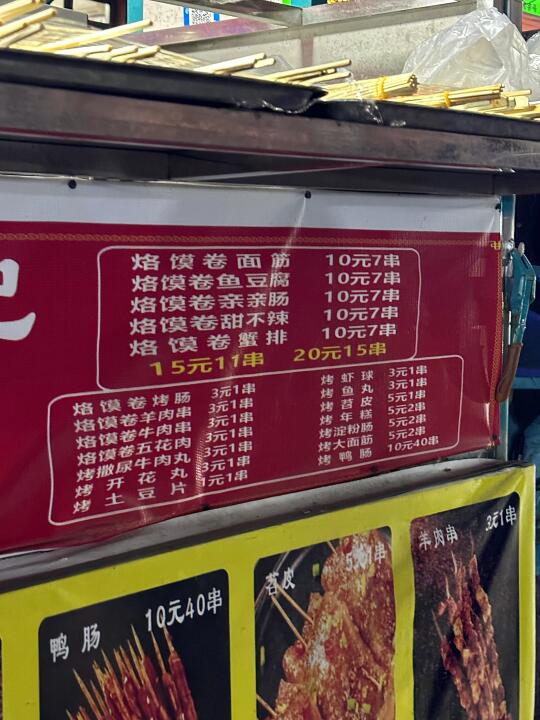 吧
烙馍卷面筋 10元7串
烙馍卷鱼豆腐 10元7串
烙馍卷亲亲肠 10元7串
烙馍卷甜不辣 10元7串
烙馍卷蟹排 10元7串
15元11串 20元15串
烙馍卷烤肠 3元1串
烙馍卷羊肉串 3元1串
烙馍卷牛肉串 3元1串
烙馍卷五花肉 3元1串
烤撒尿牛肉丸 3元1串
烤开花丸 3元1串
烤土豆片 1元1串
烤虾球 3元1串
烤鱼丸 3元1串
烤苕皮 5元1串
烤年糕 5元2串
烤淀粉肠 5元2串
烤大面筋 5元2串
烤鸭肠 10元40串
鸭肠 10元40串
苕皮 5元1串
羊肉串 3元1串